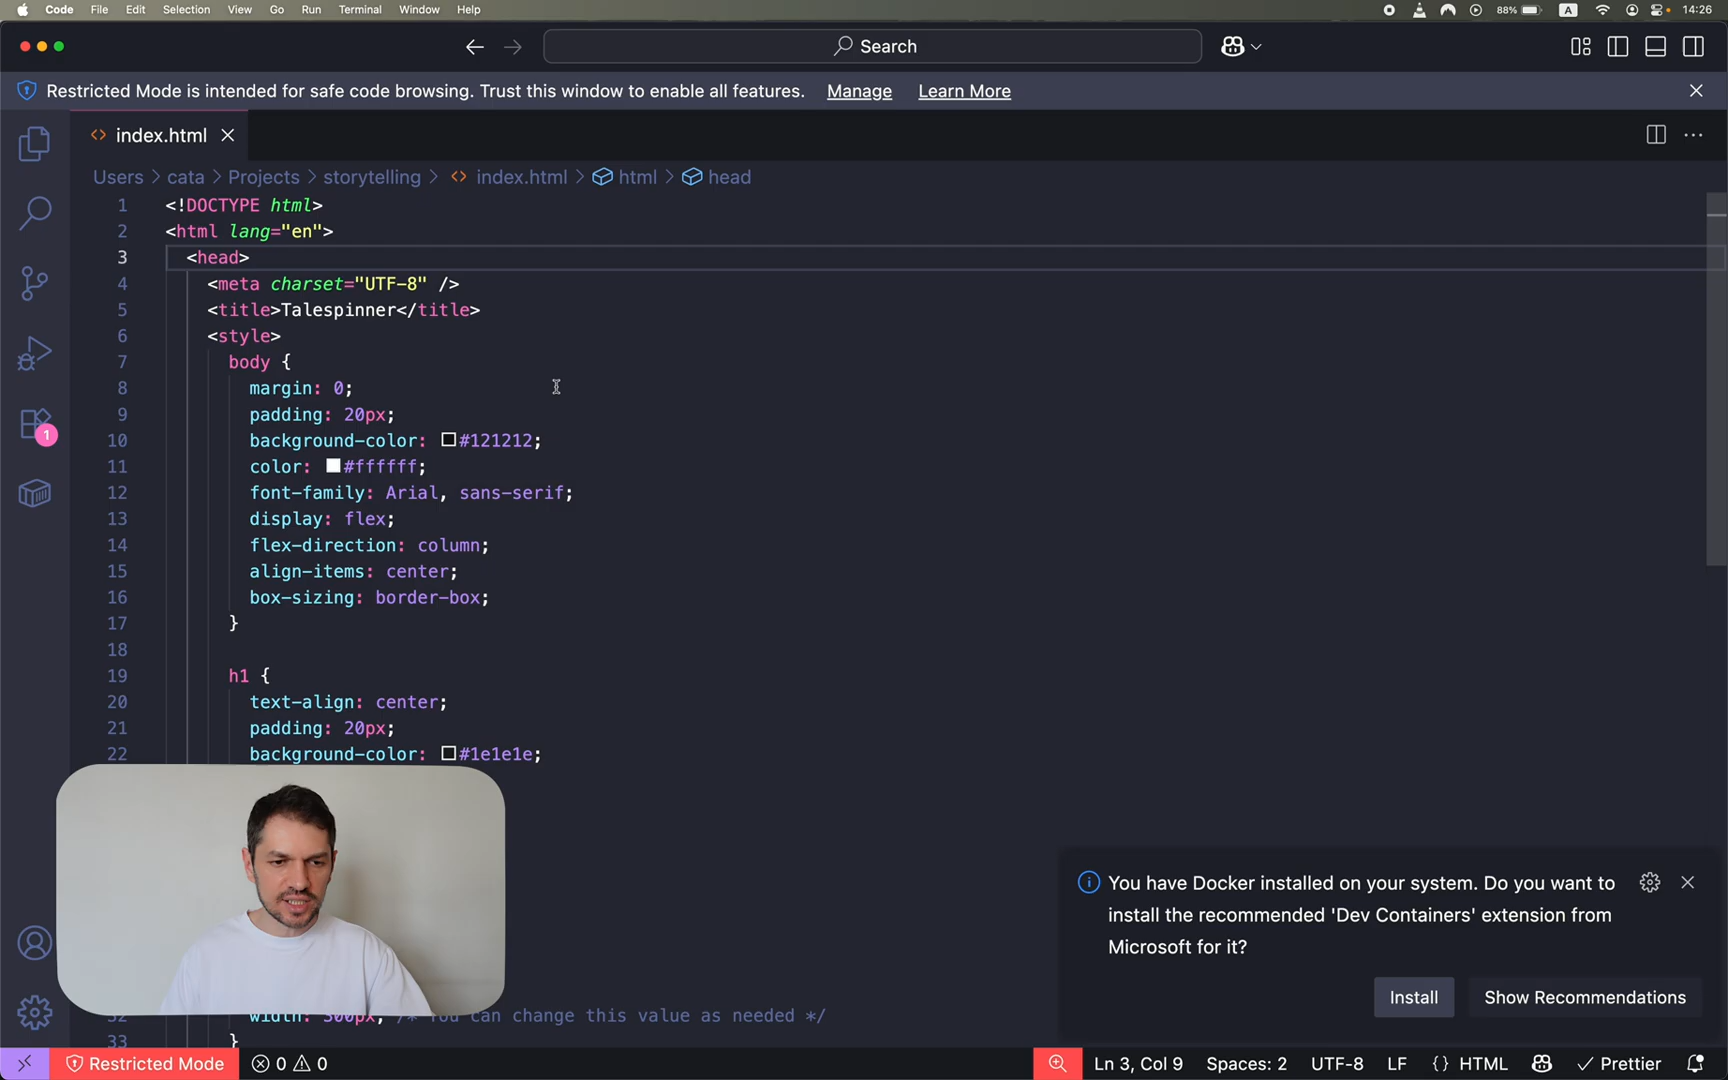 Code File Edit Selection View Go Run Terminal Window Help 88% A 14:26
Search
Restricted Mode is intended for safe code browsing. Trust this window to enable all features. Manage Learn More
<> index.html
Users > cata > Projects > storytelling > <> index.html > html > head
1 <!DOCTYPE html>
2 <html lang="en">
3 <head>
4 <meta charset="UTF-8" />
5 <title>Talespinner</title>
6 <style>
7 body {
8 margin: 0;
9 padding: 20px;
10 background-color: #121212;
11 color: #ffffff;
12 font-family: Arial, sans-serif;
13 display: flex;
14 flex-direction: column;
15 align-items: center;
16 box-sizing: border-box;
17 }
18
19 h1 {
20 text-align: center;
21 padding: 20px;
22 background-color: #1e1e1e;
1
32 width: 300px; /* You can change this value as needed */
33 }
You have Docker installed on your system. Do you want to
install the recommended 'Dev Containers' extension from
Microsoft for it?
Install Show Recommendations
Restricted Mode 0 0 Ln 3, Col 9 Spaces: 2 UTF-8 LF {} HTML Prettier